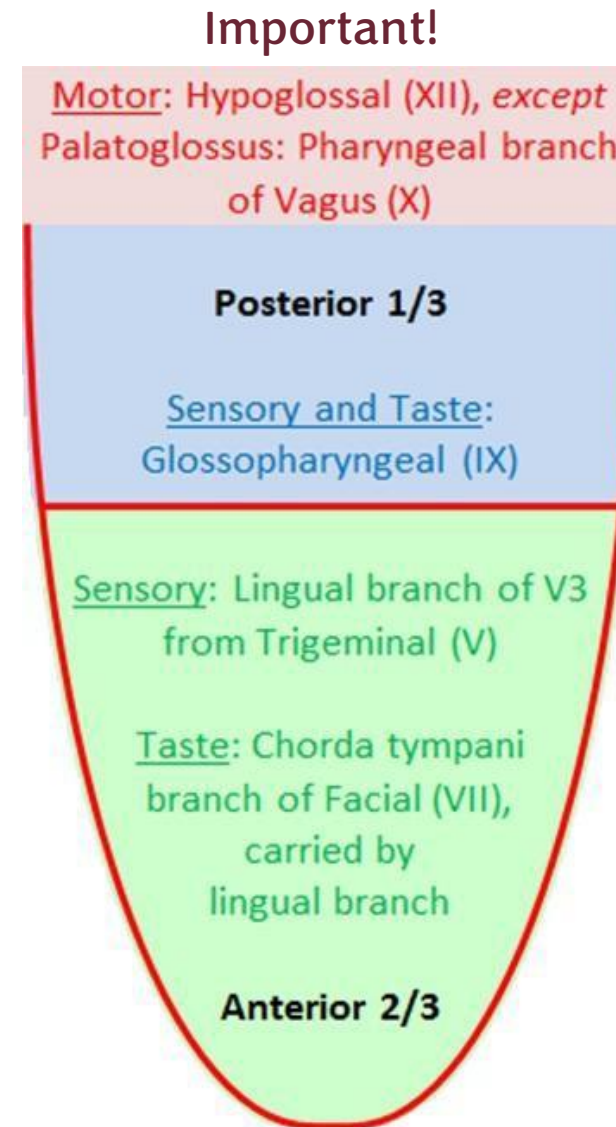 Important!
Motor: Hypoglossal (XII), except
Palatoglossus: Pharyngeal branch
of Vagus (X)
Posterior 1/3
Sensory and Taste:
Glossopharyngeal (IX)
Sensory: Lingual branch of V3
from Trigeminal (V)
Taste: Chorda tympani
branch of Facial (VII),
carried by
lingual branch
Anterior 2/3